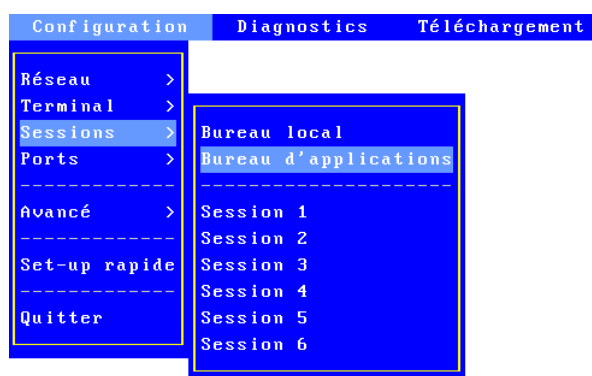 Configuration Diagnostics Téléchargement
Réseau >
Terminal >
Sessions >
Ports >
-------------
Avancé >
-------------
Set-up rapide
-------------
Quitter
Bureau local
Bureau d'applications
---------------------
Session 1
Session 2
Session 3
Session 4
Session 5
Session 6